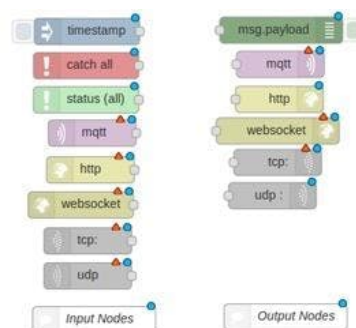 timestamp
catch all
status (all)
mqtt
http
websocket
tcp:
udp
Input Nodes
msg.payload
mqtt
http
websocket
tcp:
udp :
Output Nodes